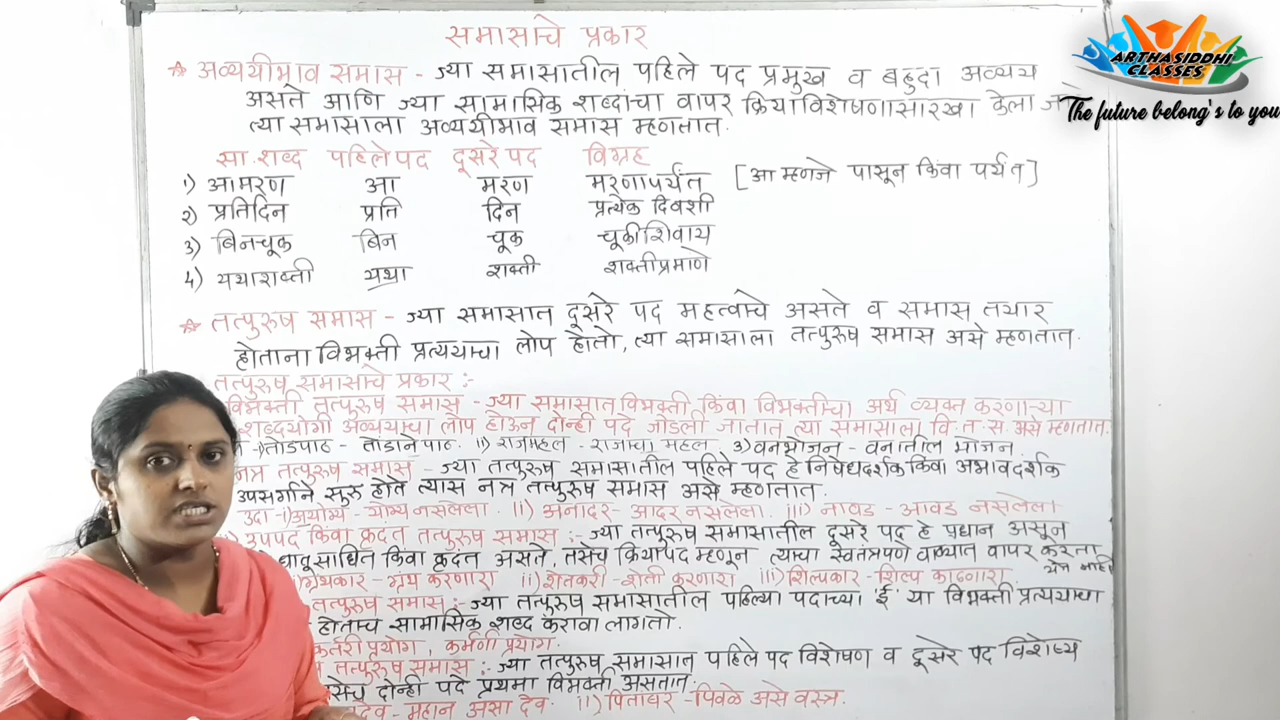 समासाचे प्रकार
ARTHASIDDHI
CLASSES
The future belong's to you
☆ अव्ययीभाव समास - ज्या समासातील पहिले पद प्रमुख व बहुदा अव्यय
असते आणि ज्या सामासिक शब्दांचा वापर क्रियाविशेषणासारखा केला
त्या समासाला अव्ययीभाव समास म्हणतात.
सा. शब्द पहिले पद दूसरे पद विग्रह
१) आमरण आ मरण मरणापर्यंत [आ म्हणजे पासून किंवा पर्यंत]
२) प्रतिदिन प्रति दिन प्रत्येक दिवशी
३) बिनचूक बिन चूक चूकीशिवाय
४) यथाशक्ती यथा शक्ती शक्तीप्रमाणे
☆ तत्पुरुष समास - ज्या समासात दूसरे पद महत्वाचे असते व समास तयार
होताना विभक्ती प्रत्ययाचा लोप होतो, त्या समासाला तत्पुरुष समास असे म्हणतात.
तत्पुरुष समासाचे प्रकार :-
विभक्ती तत्पुरुष समास - ज्या समासात विभक्ती किंवा विभक्तीचा अर्थ व्यक्त करणाऱ्या
शब्दयोगी अव्ययाचा लोप होऊन दोन्ही पदे जोडली जातात त्या समासाला वि. त. स. असे म्हणतात.
तोंडपाठ - तोंडाने पाठ. ii) राजमहल - राजाचा महल. ३) वनभोजन - वनातील भोजन.
नञ तत्पुरुष समास - ज्या तत्पुरुष समासातील पहिले पद हे निषेधदर्शक किंवा अभावदर्शक
उपसर्गाने सुरु होते त्यास नञ तत्पुरुष समास असे म्हणतात.
उदा - i) अयोग्य - योग्य नसलेला. ii) अनादर - आदर नसलेला. iii) नावड - आवड नसलेला
उपपद किंवा कृदंत तत्पुरुष समास :- ज्या तत्पुरुष समासातील दूसरे पद हे प्रधान असून
धातूसाधित किंवा कृदंत असते, तसेच क्रियापद म्हणून त्याचा स्वतंत्रपणे वाक्यात वापर करता
येत नाही
ग्रंथकार - ग्रंथ करणारा ii) शेतकरी - शेती करणारा iii) शिल्पकार - शिल्प काढणारा.
तत्पुरुष समास :- ज्या तत्पुरुष समासातील पहिल्या पदाच्या 'ई' या विभक्ती प्रत्ययाचा
होताच सामासिक शब्द करावा लागतो.
कर्तरी प्रयोग, कर्मणी प्रयोग.
तत्पुरुष समास :- ज्या तत्पुरुष समासात पहिले पद विशेषण व दूसरे पद विशेष्य
दोन्ही पदे प्रथमा विभक्ती असतात.
देव - महान असा देव. ii) पितांबर - पिवळे असे वस्त्र.